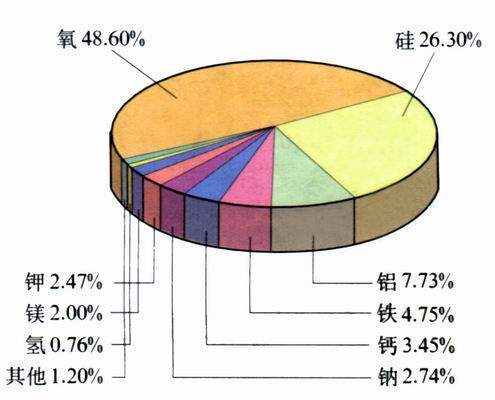 氧 48.60%
硅 26.30%
钾 2.47%
镁 2.00%
氢 0.76%
其他 1.20%
铝 7.73%
铁 4.75%
钙 3.45%
钠 2.74%